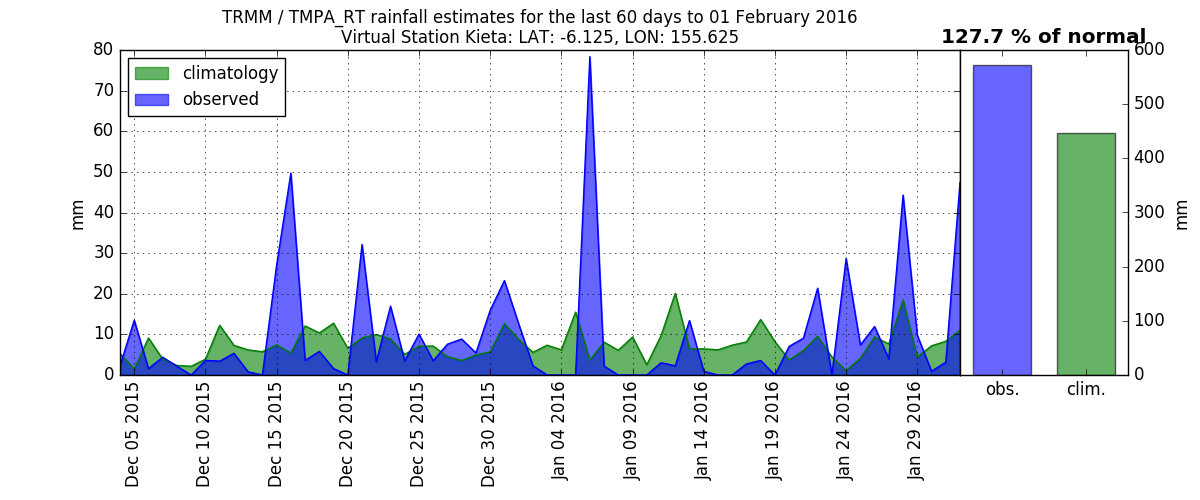 TRMM / TMPA_RT rainfall estimates for the last 60 days to 01 February 2016
Virtual Station Kieta: LAT: -6.125, LON: 155.625
127.7 % of normal
climatology
observed
80
70
60
50
40
30
20
10
0
mm
Dec 05 2015
Dec 10 2015
Dec 15 2015
Dec 20 2015
Dec 25 2015
Dec 30 2015
Jan 04 2016
Jan 09 2016
Jan 14 2016
Jan 19 2016
Jan 24 2016
Jan 29 2016
obs.
clim.
600
500
400
300
200
100
0
mm